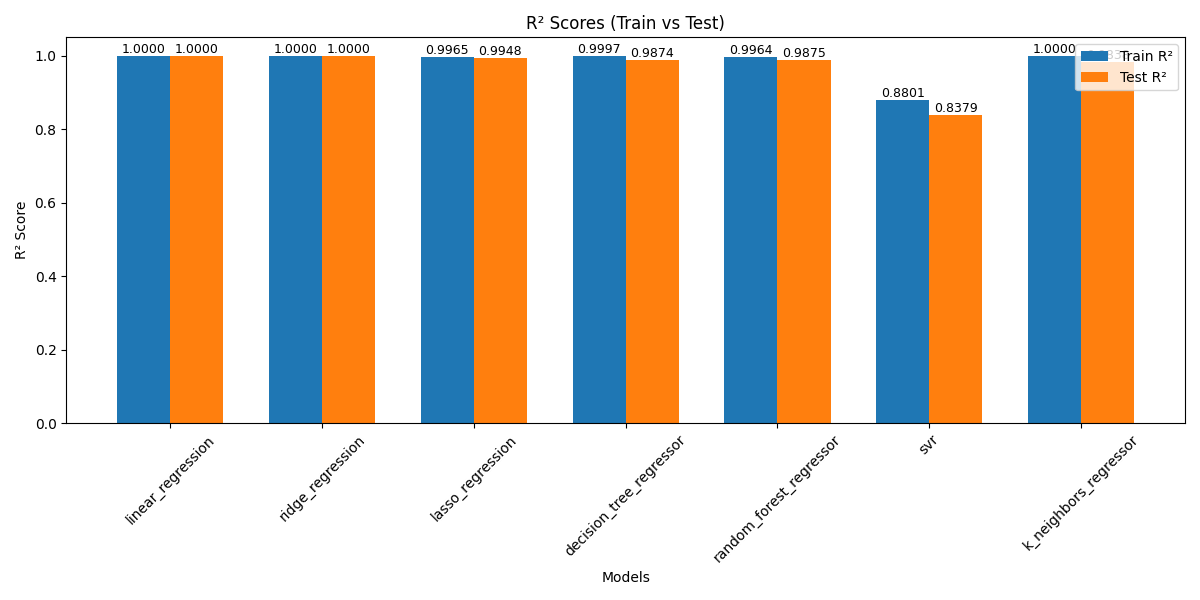 R² Scores (Train vs Test)
1.0000 1.0000 1.0000 1.0000 0.9965 0.9948 0.9997 0.9874 0.9964 0.9875 0.8801 0.8379 1.0000
Train R²
Test R²
R² Score
1.0
0.8
0.6
0.4
0.2
0.0
linear_regression
ridge_regression
lasso_regression
decision_tree_regressor
random_forest_regressor
svr
k_neighbors_regressor
Models